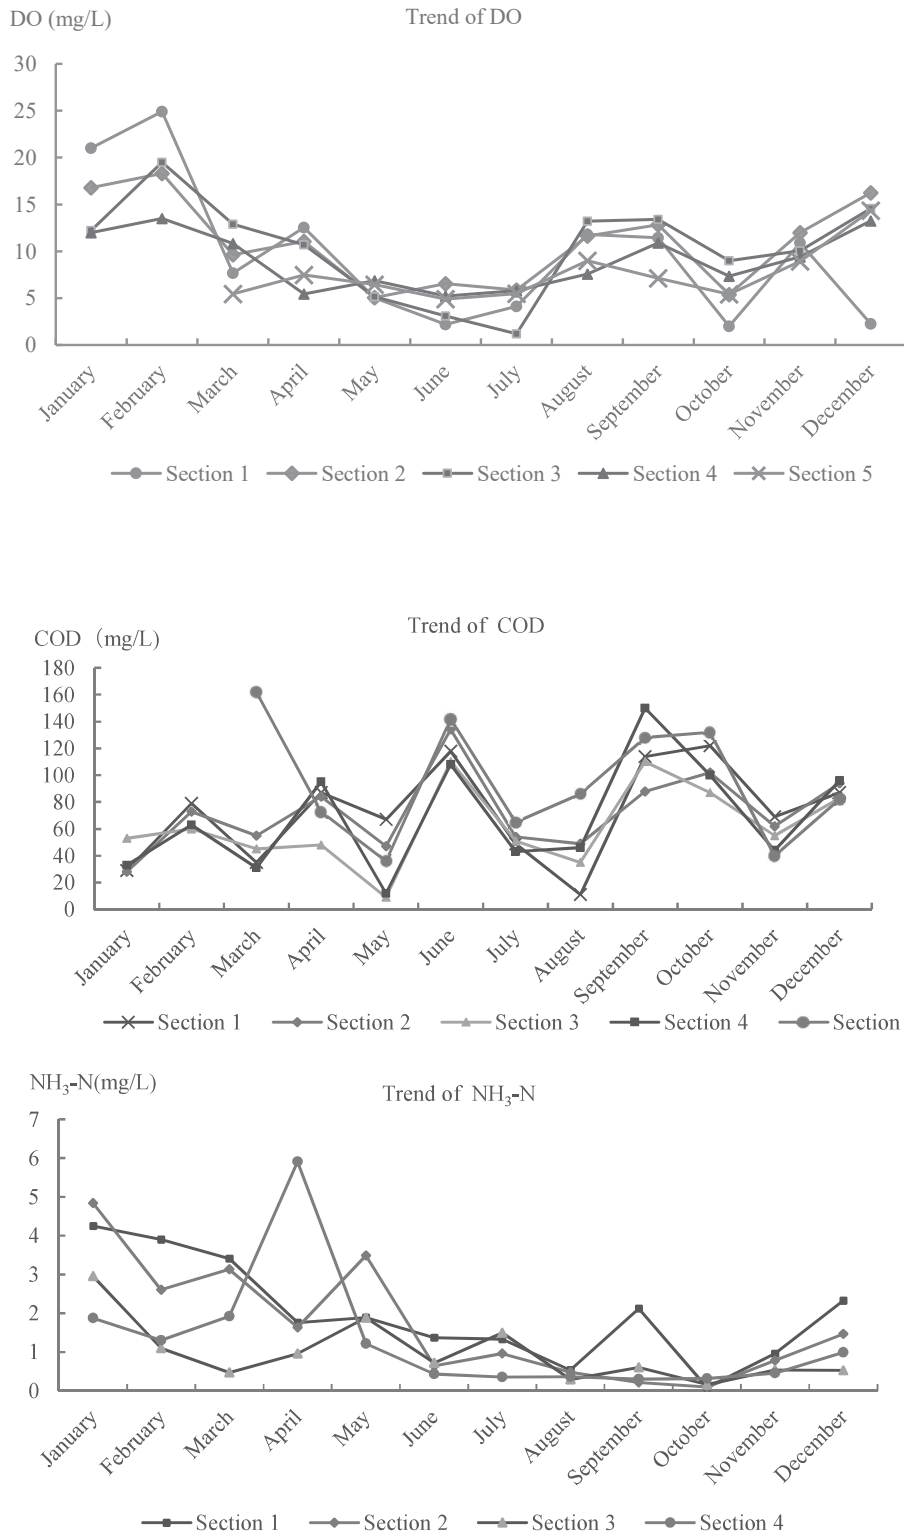 DO (mg/L)
Trend of DO
30
25
20
15
10
5
0
January
February
March
April
May
June
July
August
September
October
November
December
Section 1 Section 2 Section 3 Section 4 Section 5
Trend of COD
COD (mg/L)
180
160
140
120
100
80
60
40
20
0
January
February
March
April
May
June
July
August
September
October
November
December
Section 1 Section 2 Section 3 Section 4 Section
NH₃-N(mg/L)
Trend of NH₃-N
7
6
5
4
3
2
1
0
January
February
March
April
May
June
July
August
September
October
November
December
Section 1 Section 2 Section 3 Section 4